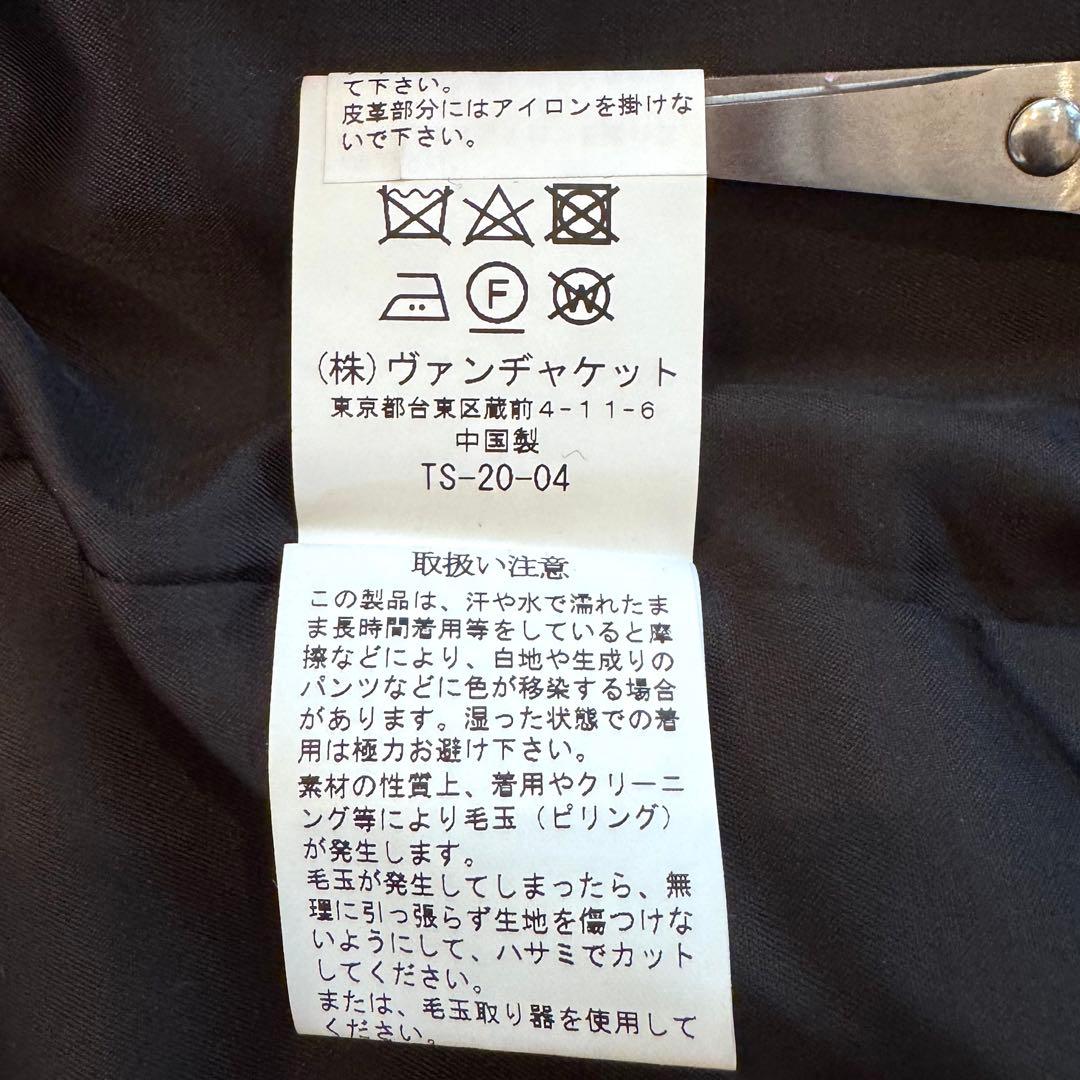 て下さい。
皮革部分にはアイロンを掛けな
いで下さい。
F
W
(株)ヴァンヂャケット
東京都台東区蔵前4-11-6
中国製
TS-20-04
取扱い注意
この製品は、汗や水で濡れたま
ま長時間着用等をしていると摩
擦などにより、白地や生成りの
パンツなどに色が移染する場合
があります。湿った状態での着
用は極力お避け下さい。
素材の性質上、着用やクリーニ
ング等により毛玉（ピリング）
が発生します。
毛玉が発生してしまったら、無
理に引っ張らず生地を傷つけな
いようにして、ハサミでカット
してください。
または、毛玉取り器を使用して
ください。